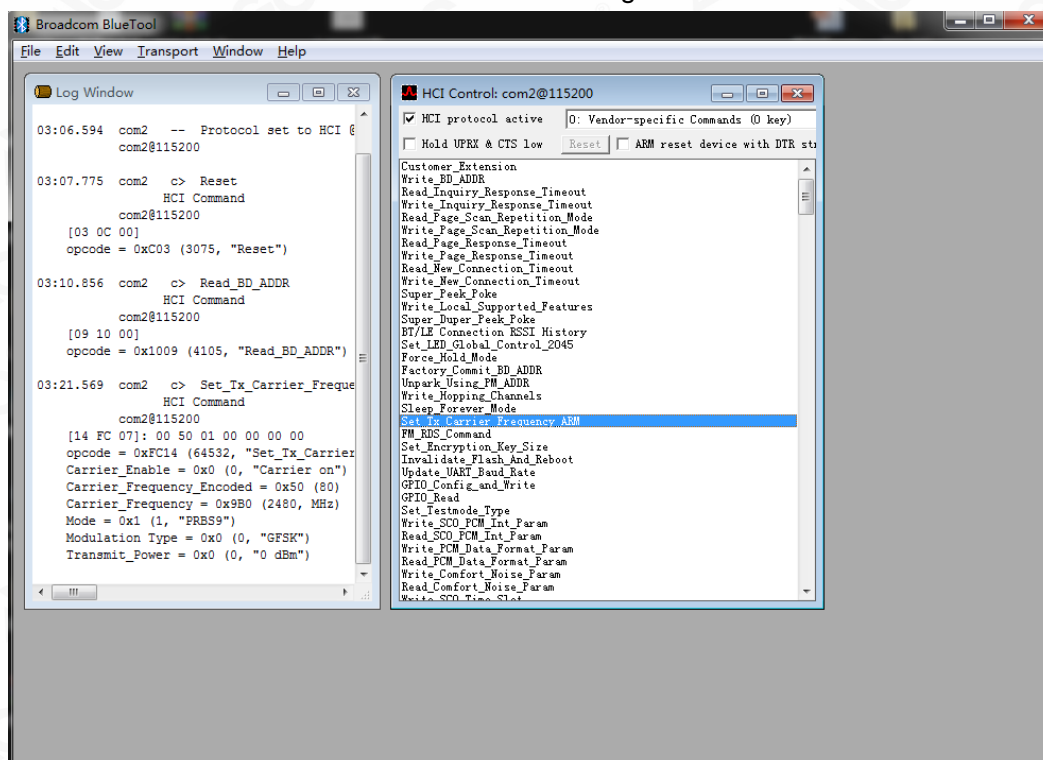 Broadcom BlueTool
File Edit View Transport Window Help
Log Window
03:06.594 com2 -- Protocol set to HCI @
com2@115200
03:07.775 com2 c> Reset
HCI Command
com2@115200
[03 0C 00]
opcode = 0xC03 (3075, "Reset")
03:10.856 com2 c> Read_BD_ADDR
HCI Command
com2@115200
[09 10 00]
opcode = 0x1009 (4105, "Read_BD_ADDR")
03:21.569 com2 c> Set_Tx_Carrier_Freque
HCI Command
com2@115200
[14 FC 07]: 00 50 01 00 00 00 00
opcode = 0xFC14 (64532, "Set_Tx_Carrier
Carrier_Enable = 0x0 (0, "Carrier on")
Carrier_Frequency_Encoded = 0x50 (80)
Carrier_Frequency = 0x9B0 (2480, MHz)
Mode = 0x1 (1, "PRBS9")
Modulation Type = 0x0 (0, "GFSK")
Transmit_Power = 0x0 (0, "0 dBm")
HCI Control: com2@115200
HCI protocol active
0: Vendor-specific Commands (0 key)
Hold UPRX & CTS low
Reset
ARM reset device with DTR st
Customer_Extension
Write_BD_ADDR
Read_Inquiry_Response_Timeout
Write_Inquiry_Response_Timeout
Read_Page_Scan_Repetition_Mode
Write_Page_Scan_Repetition_Mode
Read_Page_Response_Timeout
Write_Page_Response_Timeout
Read_New_Connection_Timeout
Write_New_Connection_Timeout
Super_Peek_Poke
Write_Local_Supported_Features
Super_Duper_Peek_Poke
BT/LE Connection RSSI History
Set_LED_Global_Control_2045
Force_Hold_Mode
Factory_Commit_BD_ADDR
Unpark_Using_PM_ADDR
Write_Hopping_Channels
Sleep_Forever_Mode
Set_Tx_Carrier_Frequency_ARM
FM_RDS_Command
Set_Encryption_Key_Size
Invalidate_Flash_And_Reboot
Update_UART_Baud_Rate
GPIO_Config_and_Write
GPIO_Read
Set_Testmode_Type
Write_SCO_PCM_Int_Param
Read_SCO_PCM_Int_Param
Write_PCM_Data_Format_Param
Read_PCM_Data_Format_Param
Write_Comfort_Noise_Param
Read_Comfort_Noise_Param
Write_SCO_Time_Slot